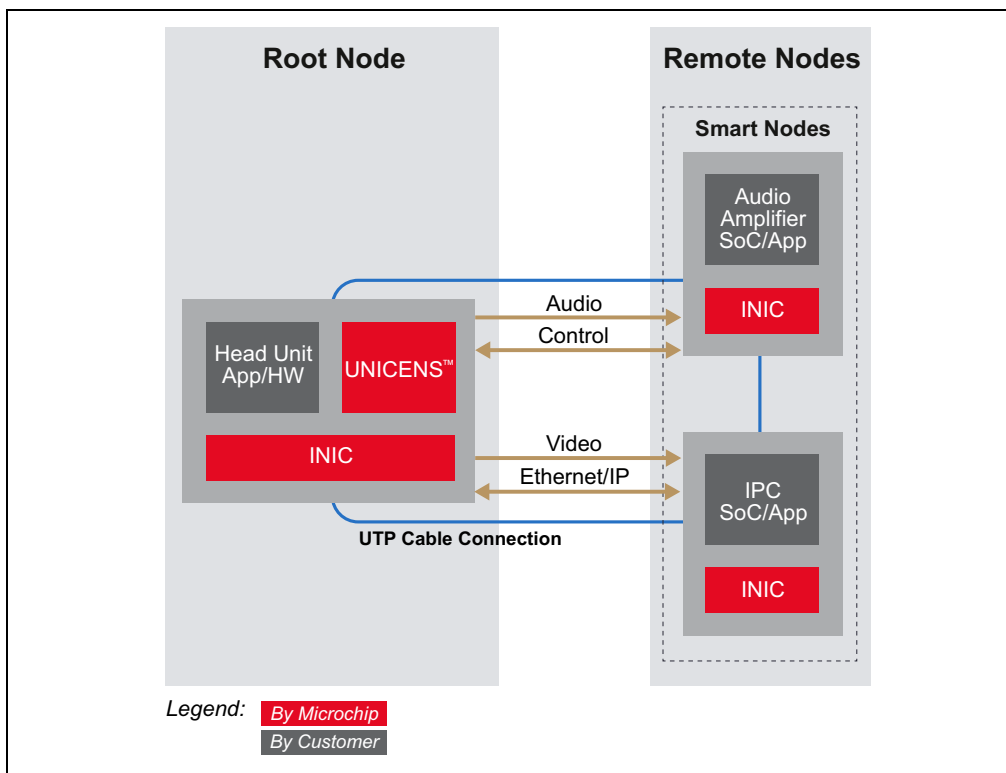 Root Node
Remote Nodes
Smart Nodes
Audio
Amplifier
SoC/App
INIC
Audio
Control
Head Unit
App/HW
UNICENS™
INIC
Video
Ethernet/IP
UTP Cable Connection
IPC
SoC/App
INIC
Legend:
By Microchip
By Customer